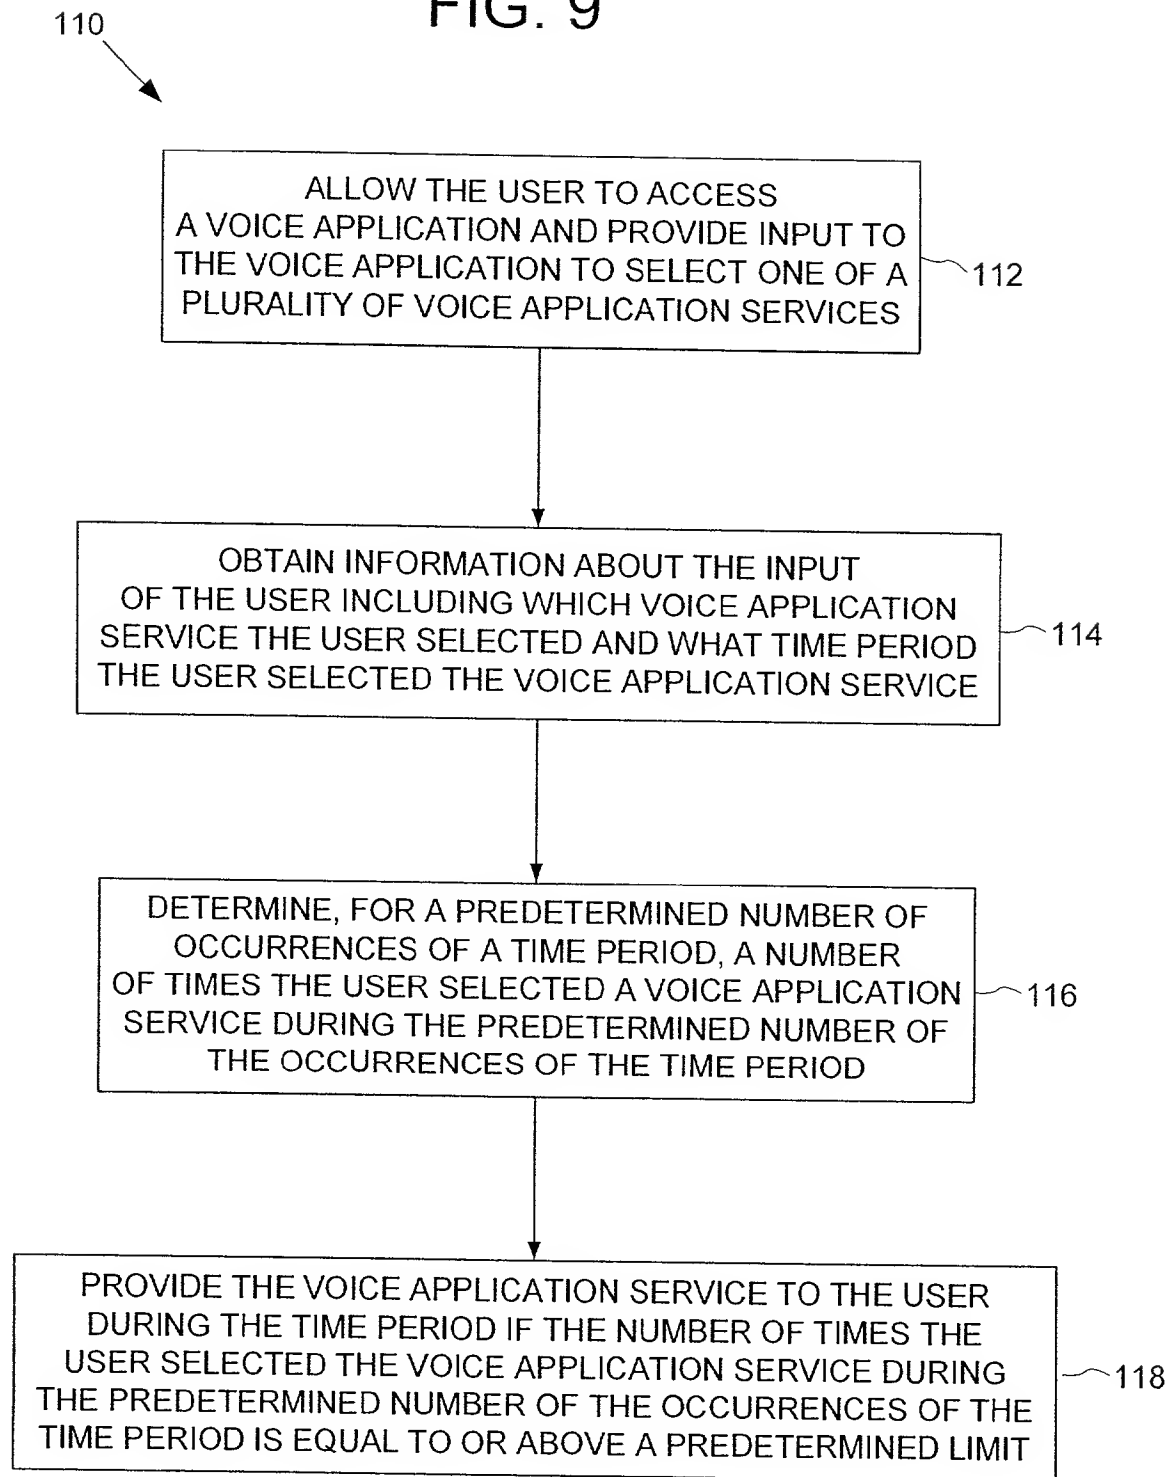 FIG. 9
110
ALLOW THE USER TO ACCESS
A VOICE APPLICATION AND PROVIDE INPUT TO
THE VOICE APPLICATION TO SELECT ONE OF A
PLURALITY OF VOICE APPLICATION SERVICES
112
OBTAIN INFORMATION ABOUT THE INPUT
OF THE USER INCLUDING WHICH VOICE APPLICATION
SERVICE THE USER SELECTED AND WHAT TIME PERIOD
THE USER SELECTED THE VOICE APPLICATION SERVICE
114
DETERMINE, FOR A PREDETERMINED NUMBER OF
OCCURRENCES OF A TIME PERIOD, A NUMBER
OF TIMES THE USER SELECTED A VOICE APPLICATION
SERVICE DURING THE PREDETERMINED NUMBER OF
THE OCCURRENCES OF THE TIME PERIOD
116
PROVIDE THE VOICE APPLICATION SERVICE TO THE USER
DURING THE TIME PERIOD IF THE NUMBER OF TIMES THE
USER SELECTED THE VOICE APPLICATION SERVICE DURING
THE PREDETERMINED NUMBER OF THE OCCURRENCES OF THE
TIME PERIOD IS EQUAL TO OR ABOVE A PREDETERMINED LIMIT
118